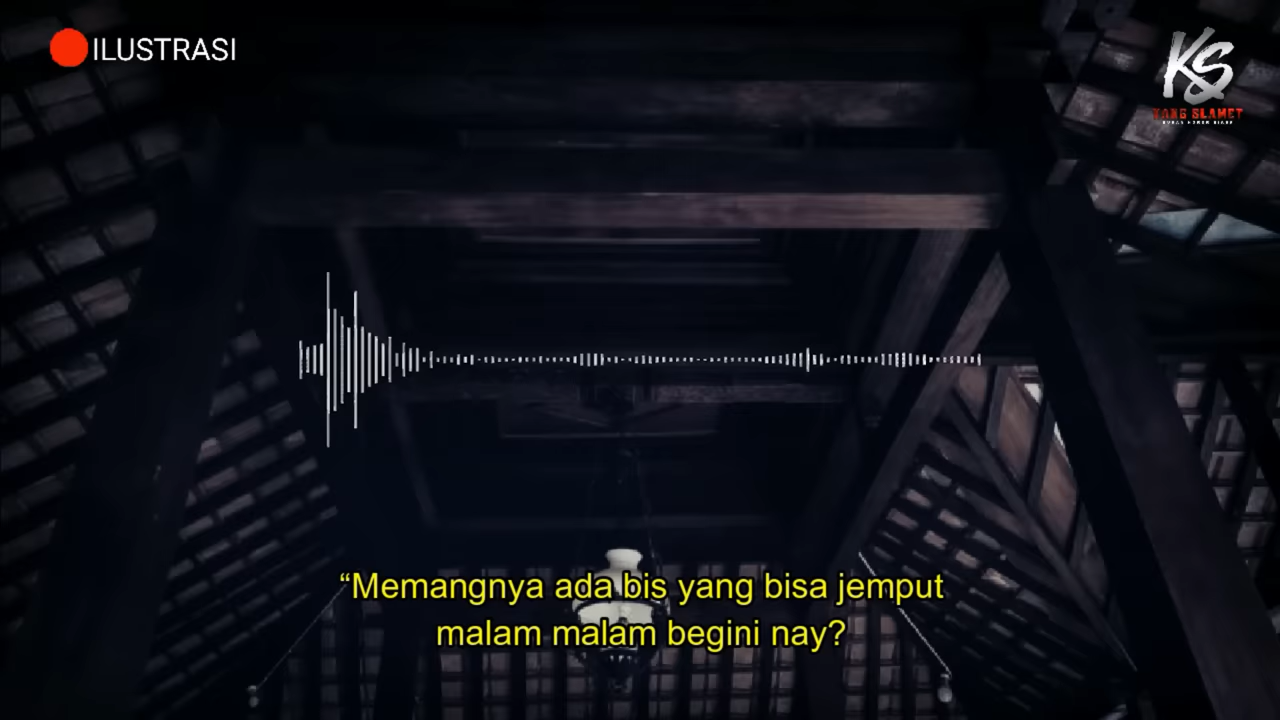 ILUSTRASI
KS
YANG SLAMET
“Memangnya ada bis yang bisa jemput
malam malam begini nay?